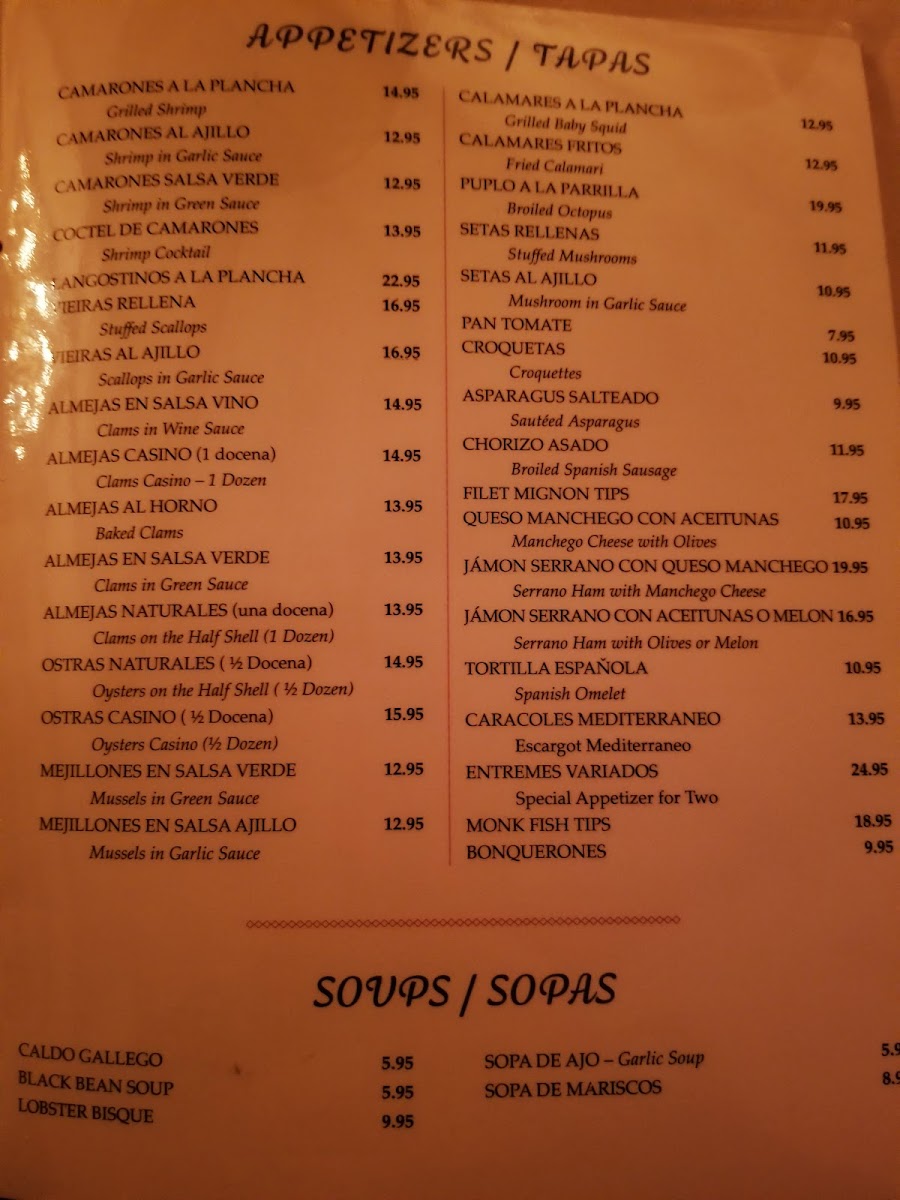 APPETIZERS / TAPAS
CAMARONES A LA PLANCHA 14.95
Grilled Shrimp
CAMARONES AL AJILLO 12.95
Shrimp in Garlic Sauce
CAMARONES SALSA VERDE 12.95
Shrimp in Green Sauce
COCTEL DE CAMARONES 13.95
Shrimp Cocktail
LANGOSTINOS A LA PLANCHA 22.95
VIEIRAS RELLENA 16.95
Stuffed Scallops
VIEIRAS AL AJILLO 16.95
Scallops in Garlic Sauce
ALMEJAS EN SALSA VINO 14.95
Clams in Wine Sauce
ALMEJAS CASINO (1 docena) 14.95
Clams Casino – 1 Dozen
ALMEJAS AL HORNO 13.95
Baked Clams
ALMEJAS EN SALSA VERDE 13.95
Clams in Green Sauce
ALMEJAS NATURALES (una docena) 13.95
Clams on the Half Shell (1 Dozen)
OSTRAS NATURALES ( ½ Docena) 14.95
Oysters on the Half Shell ( ½ Dozen)
OSTRAS CASINO ( ½ Docena) 15.95
Oysters Casino (½ Dozen)
MEJILLONES EN SALSA VERDE 12.95
Mussels in Green Sauce
MEJILLONES EN SALSA AJILLO 12.95
Mussels in Garlic Sauce
CALAMARES A LA PLANCHA
Grilled Baby Squid 12.95
CALAMARES FRITOS
Fried Calamari 12.95
PUPLO A LA PARRILLA
Broiled Octopus 19.95
SETAS RELLENAS
Stuffed Mushrooms 11.95
SETAS AL AJILLO
Mushroom in Garlic Sauce 10.95
PAN TOMATE 7.95
CROQUETAS 10.95
Croquettes
ASPARAGUS SALTEADO 9.95
Sautéed Asparagus
CHORIZO ASADO 11.95
Broiled Spanish Sausage
FILET MIGNON TIPS 17.95
QUESO MANCHEGO CON ACEITUNAS 10.95
Manchego Cheese with Olives
JÁMON SERRANO CON QUESO MANCHEGO 19.95
Serrano Ham with Manchego Cheese
JÁMON SERRANO CON ACEITUNAS O MELON 16.95
Serrano Ham with Olives or Melon
TORTILLA ESPAŇOLA 10.95
Spanish Omelet
CARACOLES MEDITERRANEO 13.95
Escargot Mediterraneo
ENTREMES VARIADOS 24.95
Special Appetizer for Two
MONK FISH TIPS 18.95
BONQUERONES 9.95
SOUPS / SOPAS
CALDO GALLEGO 5.95
BLACK BEAN SOUP 5.95
LOBSTER BISQUE 9.95
SOPA DE AJO – Garlic Soup
SOPA DE MARISCOS